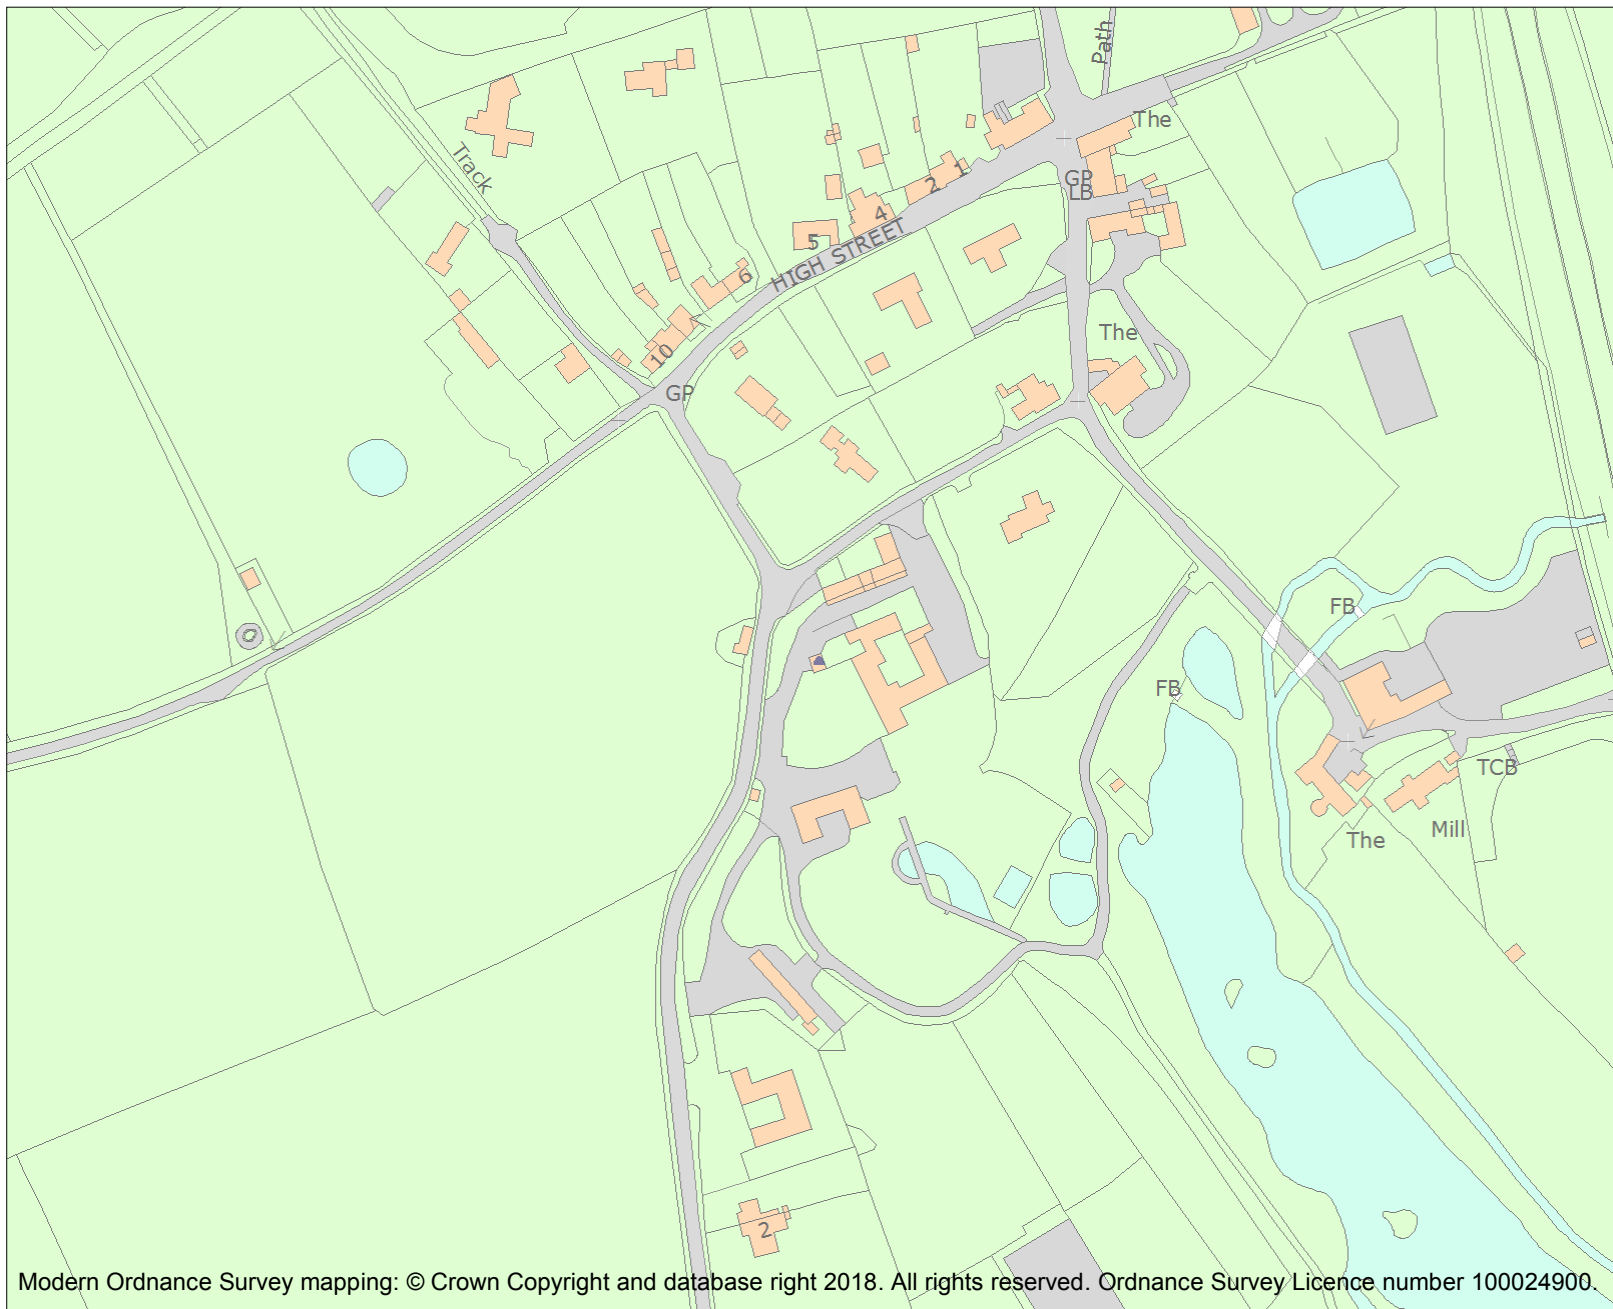 Path
The
Track
1
2
GP
LB
4
5
HIGH STREET
6
The
10
GP
FB
FB
TCB
Mill
The
2
Modern Ordnance Survey mapping: © Crown Copyright and database right 2018. All rights reserved. Ordnance Survey Licence number 100024900.